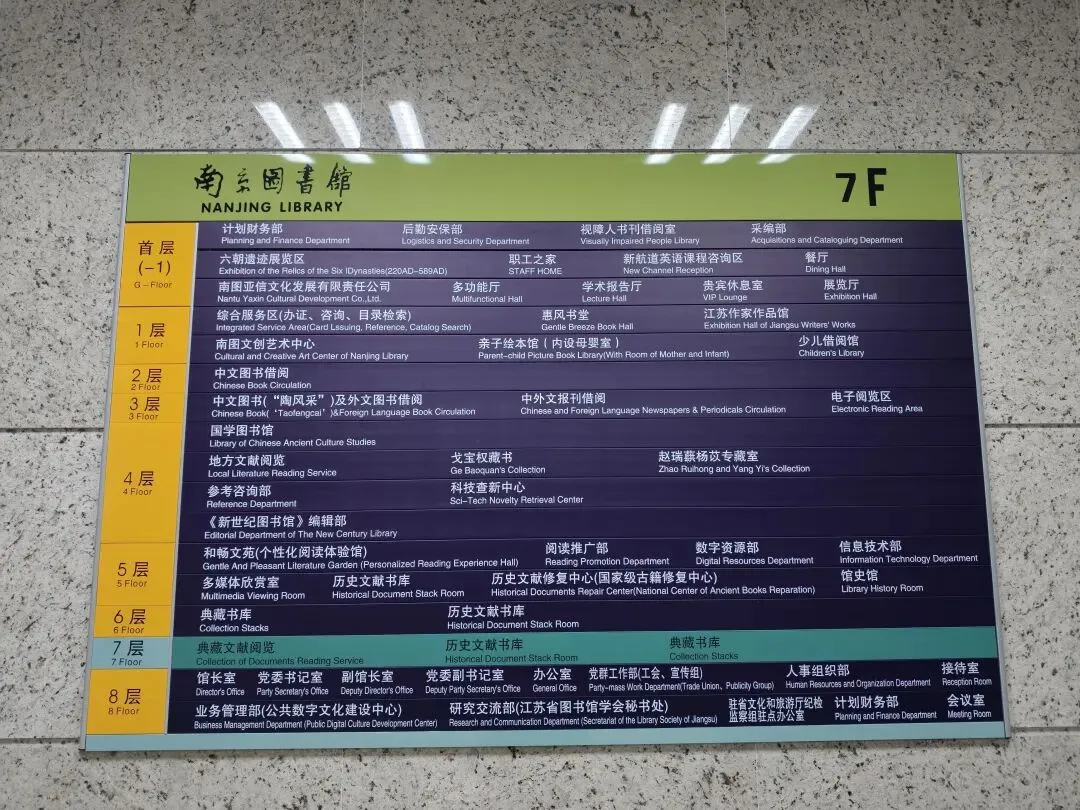 南京圖書館
NANJING LIBRARY
7F
首层
(-1)
G-Floor
计划财务部 后勤安保部 视障人书刊借阅室 采编部
Planning and Finance Department Logistics and Security Department Visually Impaired People Library Acquisitions and Cataloguing Department
六朝遗迹展览区 职工之家 新航道英语课程咨询区 餐厅
Exhibition of the Relics of the Six lDynasties(220AD-589AD) STAFF HOME New Channel Reception Dining Hall
南图亚信文化发展有限责任公司 多功能厅 学术报告厅 贵宾休息室 展览厅
Nantu Yaxin Cultural Development Co.,Ltd. Multifunctional Hall Lecture Hall VIP Lounge Exhibition Hall
1层
1 Floor
综合服务区(办证、咨询、目录检索) 惠风书堂 江苏作家作品馆
Integrated Service Area(Card Lssuing, Reference, Catalog Search) Gentle Breeze Book Hall Exhibition Hall of Jiangsu Writers' Works
南图文创艺术中心 亲子绘本馆（内设母婴室） 少儿借阅馆
Cultural and Creative Art Center of Nanjing Library Parent-child Picture Book Library(With Room of Mother and Infant) Children's Library
2层
2 Floor
中文图书借阅
Chinese Book Circulation
3层
3 Floor
中文图书(“陶风采”)及外文图书借阅 中外文报刊借阅 电子阅览区
Chinese Book(‘Taofengcai’)&Foreign Language Book Circulation Chinese and Foreign Language Newspapers & Periodicals Circulation Electronic Reading Area
4层
4 Floor
国学图书馆
Library of Chinese Ancient Culture Studies
地方文献阅览 戈宝权藏书 赵瑞蕻杨苡专藏室
Local Literature Reading Service Ge Baoquan's Collection Zhao Ruihong and Yang Yi's Collection
参考咨询部 科技查新中心
Reference Department Sci-Tech Novelty Retrieval Center
《新世纪图书馆》编辑部
Editorial Department of The New Century Library
5层
5 Floor
和畅文苑(个性化阅读体验馆) 阅读推广部 数字资源部 信息技术部
Gentle And Pleasant Literature Garden (Personalized Reading Experience Hall) Reading Promotion Department Digital Resources Department Information Technology Department
多媒体欣赏室 历史文献书库 历史文献修复中心(国家级古籍修复中心) 馆史馆
Multimedia Viewing Room Historical Document Stack Room Historical Documents Repair Center(National Center of Ancient Books Reparation) Library History Room
6层
6 Floor
典藏书库 历史文献书库
Collection Stacks Historical Document Stack Room
7层
7 Floor
典藏文献阅览 历史文献书库 典藏书库
Collection of Documents Reading Service Historical Document Stack Room Collection Stacks
8层
8 Floor
馆长室 党委书记室 副馆长室 党委副书记室 办公室 党群工作部(工会、宣传组) 人事组织部 接待室
Director's Office Party Secretary's Office Deputy Director's Office Deputy Party Secretary's Office General Office Party-mass Work Department(Trade Union、Publicity Group) Human Resources and Organization Department Reception Room
业务管理部(公共数字文化建设中心) 研究交流部(江苏省图书馆学会秘书处) 驻省文化和旅游厅纪检 计划财务部 会议室
监察组驻点办公室
Business Management Department (Public Digital Culture Development Center) Research and Communication Department (Secretariat of the Library Society of Jiangsu) Planning and Finance Department Meeting Room